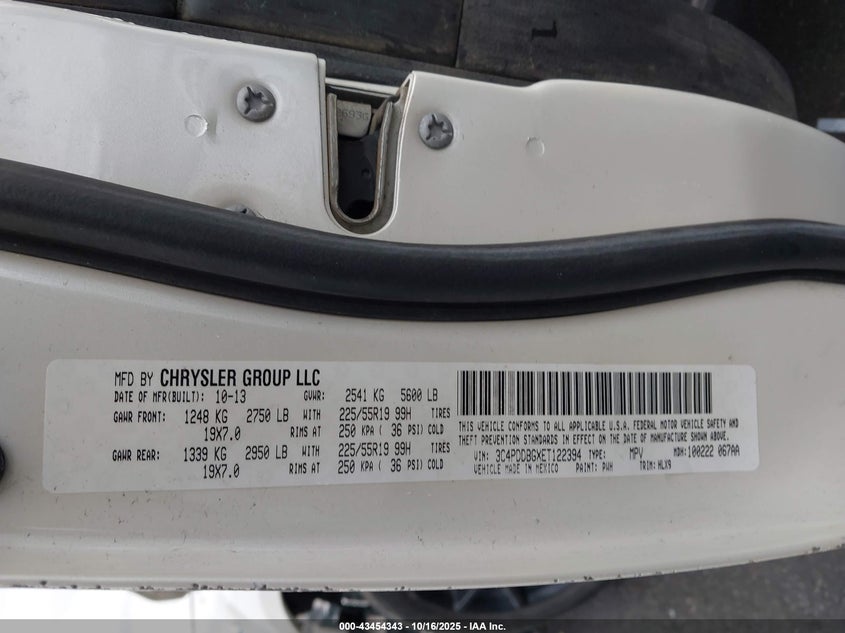 MFD BY CHRYSLER GROUP LLC
DATE OF MFR(BUILT): 10-13 GVWR: 2541 KG 5600 LB
GAWR FRONT: 1248 KG 2750 LB WITH 225/55R19 99H TIRES
19X7.0 RIMS AT 250 KPA ( 36 PSI) COLD
GAWR REAR: 1339 KG 2950 LB WITH 225/55R19 99H TIRES
19X7.0 RIMS AT 250 KPA ( 36 PSI) COLD
THIS VEHICLE CONFORMS TO ALL APPLICABLE U.S.A. FEDERAL MOTOR VEHICLE SAFETY AND
THEFT PREVENTION STANDARDS IN EFFECT ON THE DATE OF MANUFACTURE SHOWN ABOVE.
VIN: 3C4PDDBGXET122394 TYPE: MPV MDH: 100222 067AA
VEHICLE MADE IN MEXICO PAINT: PWH TRIM: HLX9
000-43454343 - 10/16/2025 - IAA Inc.